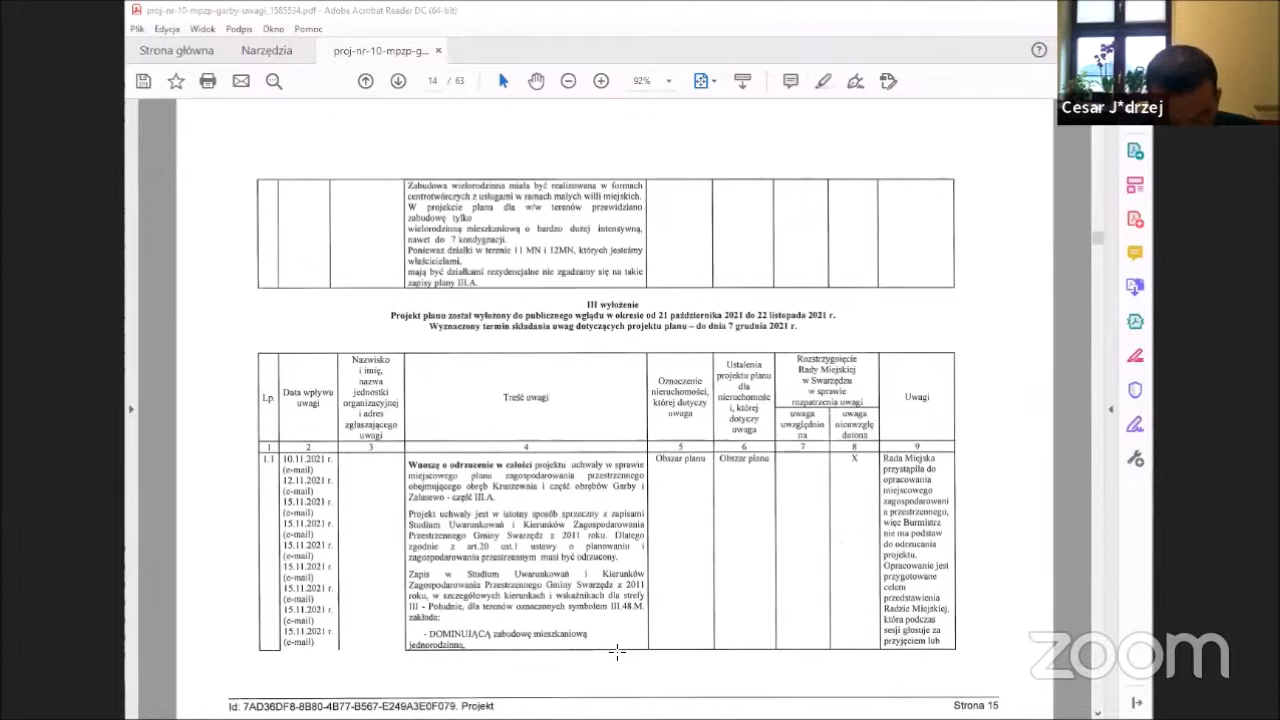 proj-nr-10-mpzp-garby-uwagi_1585534.pdf - Adobe Acrobat Reader DC (64-bit)
Plik Edycja Widok Podpis Okno Pomoc
Strona główna Narzędzia proj-nr-10-mpzp-g... ×
14 / 63 92%
Cesar J*drzej
Zabudowa wielorodzinna miała być realizowana w formach
centrotwórczych z usługami w ramach małych willi miejskich.
W projekcie planu dla w/w terenów przewidziano
zabudowę tylko
wielorodzinną mieszkaniową o bardzo dużej intensywną,
nawet do 7 kondygnacji.
Ponieważ działki w terenie 11 MN i 12MN, których jesteśmy
właścicielami,
mają być działkami rezydencjalne nie zgadzamy się na takie
zapisy plany III.A.
III wyłożenie
Projekt planu został wyłożony do publicznego wglądu w okresie od 21 października 2021 do 22 listopada 2021 r.
Wyznaczony termin składania uwag dotyczących projektu planu – do dnia 7 grudnia 2021 r.
Lp.
Data wpływu
uwagi
Nazwisko
i imię,
nazwa
jednostki
organizacyjnej
i adres
zgłaszającego
uwagi
Treść uwagi
Oznaczenie
nieruchomości,
której dotyczy
uwaga
Ustalenia
projektu planu
dla
nieruchomośc
i, której
dotyczy
uwaga
Rozstrzygnięcie
Rady Miejskiej
w Swarzędzu
w sprawie
rozpatrzenia uwagi
uwaga
uwzględnio
na
uwaga
nieuwzglę
dniona
Uwagi
1 2 3 4 5 6 7 8 9
1.1
10.11.2021 r.
(e-mail)
12.11.2021 r.
(e-mail)
15.11.2021 r.
(e-mail)
15.11.2021 r.
(e-mail)
15.11.2021 r.
(e-mail)
15.11.2021 r.
(e-mail)
15.11.2021 r.
(e-mail)
15.11.2021 r.
(e-mail)
15.11.2021 r.
(e-mail)
Wnoszę o odrzucenie w całości projektu uchwały w sprawie
miejscowego planu zagospodarowania przestrzennego
obejmującego obręb Kruszewnia i część obrębów Garby i
Zalasewo - część III.A.
Projekt uchwały jest w istotny sposób sprzeczny z zapisami
Studium Uwarunkowań i Kierunków Zagospodarowania
Przestrzennego Gminy Swarzędz z 2011 roku. Dlatego
zgodnie z art.20 ust.1 ustawy o planowaniu i
zagospodarowaniu przestrzennym musi być odrzucony.
Zapis w Studium Uwarunkowań i Kierunków
Zagospodarowania Przestrzennego Gminy Swarzędz z 2011
roku, w szczegółowych kierunkach i wskaźnikach dla strefy
III - Południe, dla terenów oznaczonych symbolem III.48.M.
zakłada:
- DOMINUJĄCĄ zabudowę mieszkaniową
jednorodzinną,
Obszar planu
Obszar planu
X
Rada Miejska
przystąpiła do
opracowania
miejscowego
zagospodarowani
a przestrzennego,
więc Burmistrz
nie ma podstaw
do odrzucania
projektu.
Opracowanie jest
przygotowane
celem
przedstawienia
Radzie Miejskiej,
która podczas
sesji głosuje za
przyjęciem lub
zoom
Id: 7AD36DF8-8B80-4B77-B567-E249A3E0F079. Projekt Strona 15